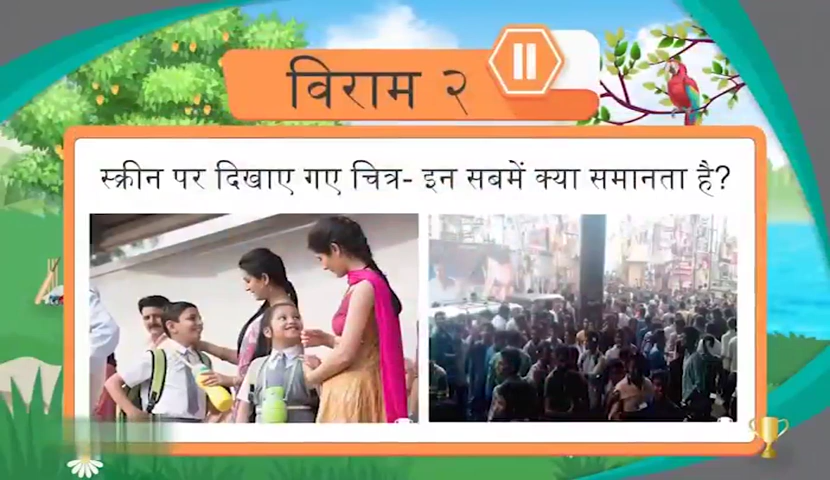 विराम २
स्क्रीन पर दिखाए गए चित्र- इन सबमें क्या समानता है?